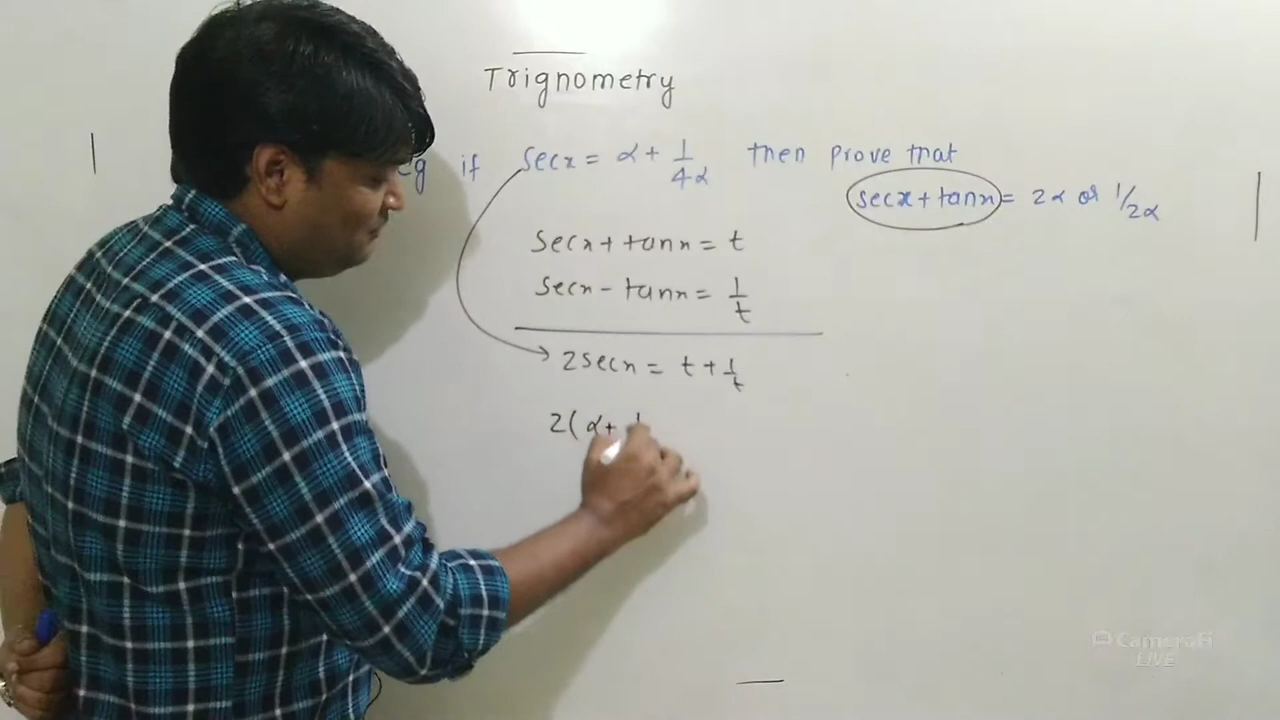 Trignometry
eg if secx = α + 1/4α then prove that
secx + tanx = 2α or 1/2α
secx + tanx = t
secx - tanx = 1/t
2secx = t + 1/t
2(α+
CameraFi
LIVE